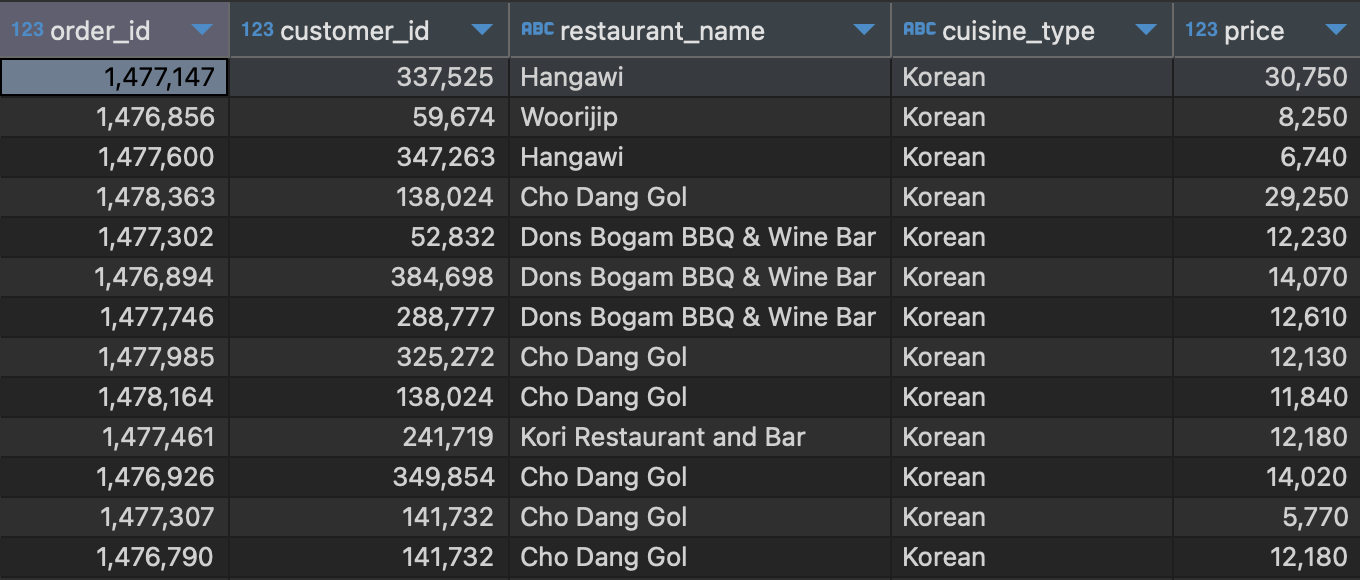 123 order_id ABC customer_id ABC restaurant_name ABC cuisine_type 123 price
1,477,147 337,525 Hangawi Korean 30,750
1,476,856 59,674 Woorijip Korean 8,250
1,477,600 347,263 Hangawi Korean 6,740
1,478,363 138,024 Cho Dang Gol Korean 29,250
1,477,302 52,832 Dons Bogam BBQ & Wine Bar Korean 12,230
1,476,894 384,698 Dons Bogam BBQ & Wine Bar Korean 14,070
1,477,746 288,777 Dons Bogam BBQ & Wine Bar Korean 12,610
1,477,985 325,272 Cho Dang Gol Korean 12,130
1,478,164 138,024 Cho Dang Gol Korean 11,840
1,477,461 241,719 Kori Restaurant and Bar Korean 12,180
1,476,926 349,854 Cho Dang Gol Korean 14,020
1,477,307 141,732 Cho Dang Gol Korean 5,770
1,476,790 141,732 Cho Dang Gol Korean 12,180